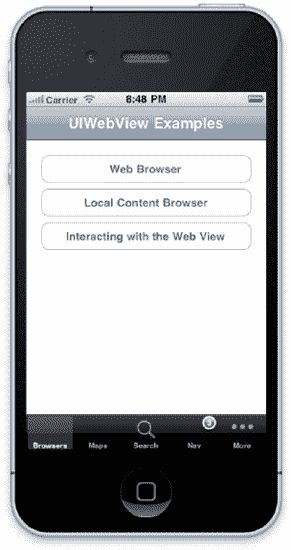 Carrier 8:48 PM
UIWebView Examples
Web Browser
Local Content Browser
Interacting with the Web View
3
Browsers Maps Search Nav More